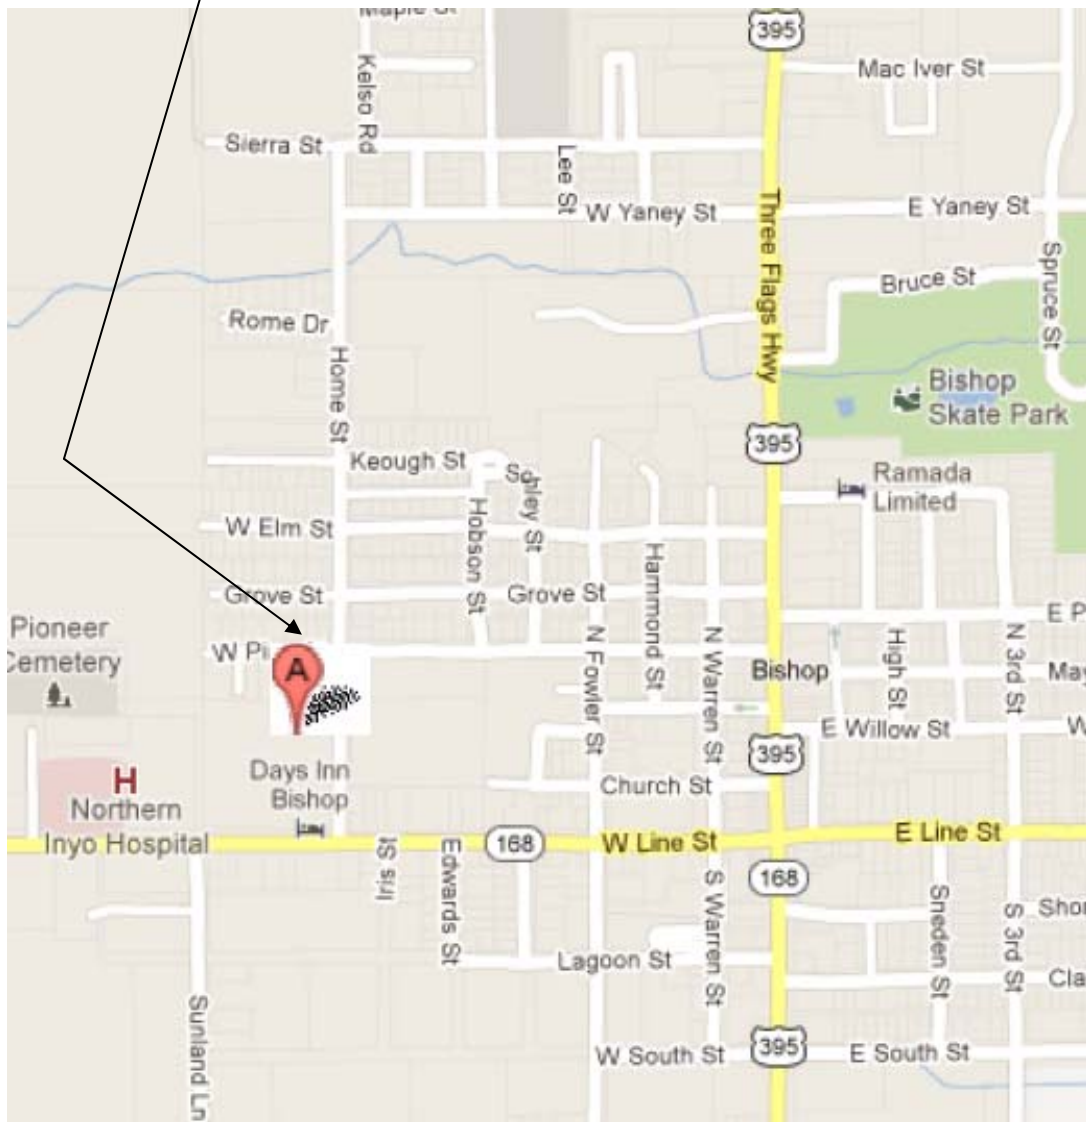 395
Mac Iver St
Kelso Rd
Sierra St
Lee St
W Yaney St
E Yaney St
Three Flags Hwy
Spruce St
Bruce St
Rome Dr
Home St
Bishop
Skate Park
395
Keough St
Ramada
Limited
W Elm St
Hobson St
Hammond St
Grove St
Grove St
Pioneer
Cemetery
W Pi
A
N Fowler St
N Warren St
Bishop
High St
N 3rd St
E P
May
E Willow St
W
395
Days Inn
Bishop
Church St
H
Northern
Inyo Hospital
168
W Line St
E Line St
Iris St
Edwards St
168
S Warren St
Sneden St
S 3rd St
Shor
Lagoon St
Cla
Sunland Ln
W South St
395
E South St